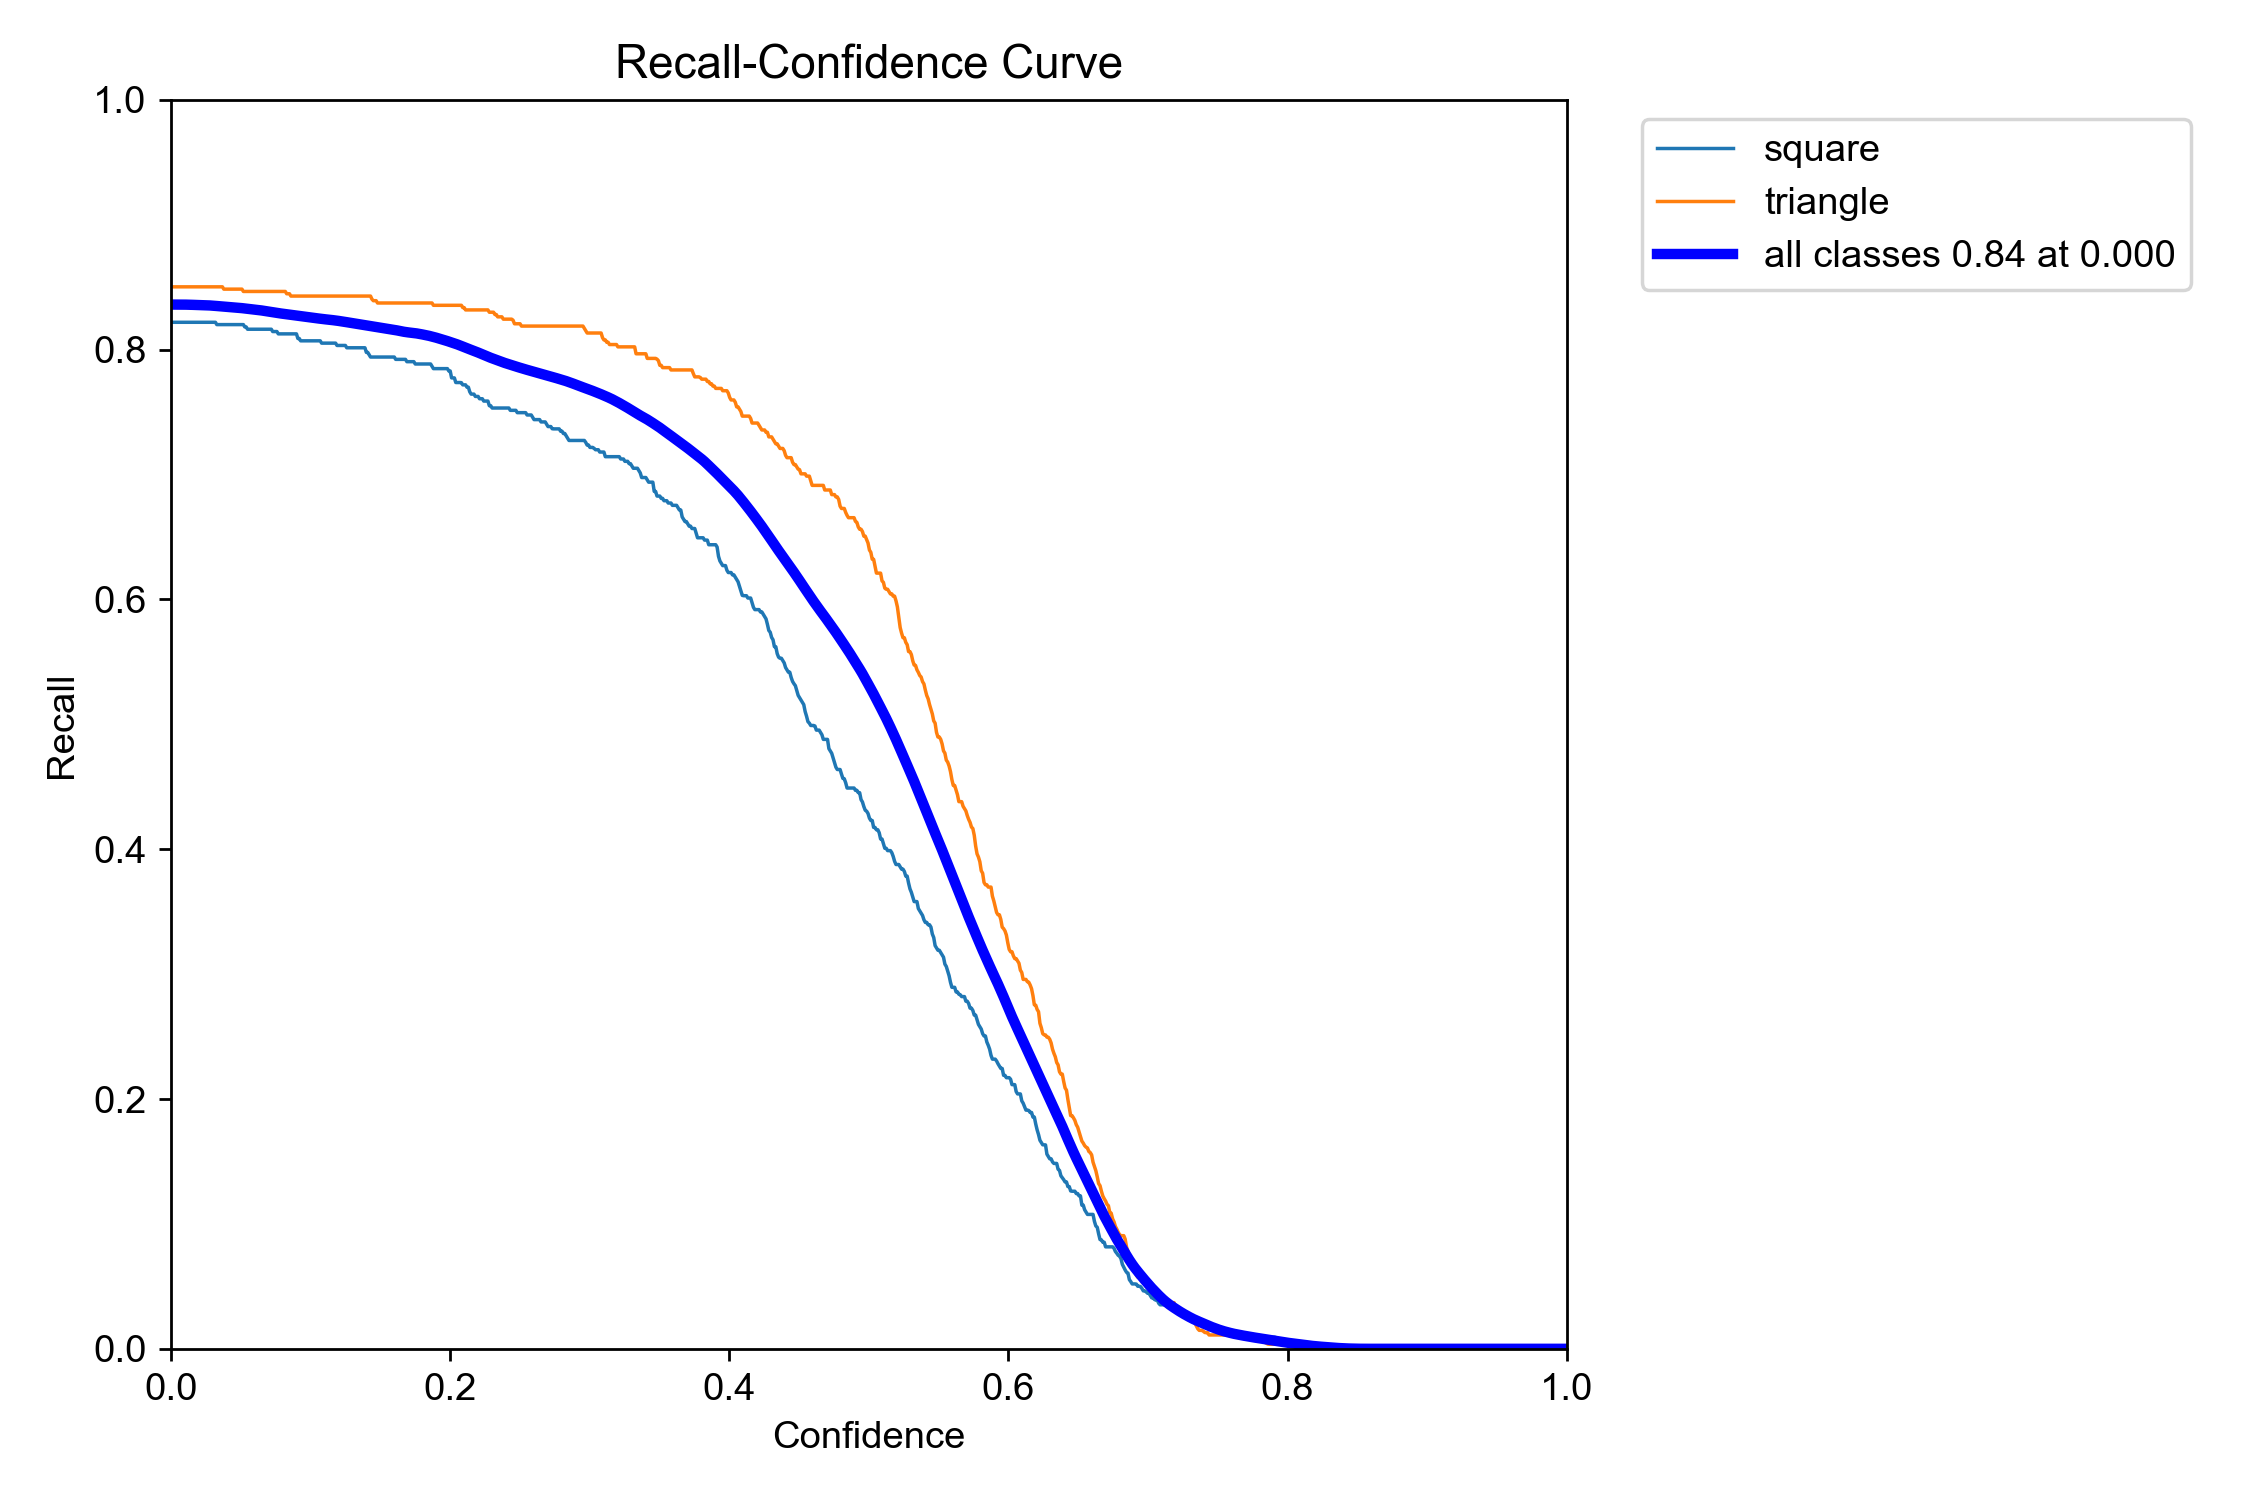 Recall-Confidence Curve
1.0
0.8
0.6
0.4
0.2
0.0
Recall
0.0 0.2 0.4 0.6 0.8 1.0
Confidence
square
triangle
all classes 0.84 at 0.000